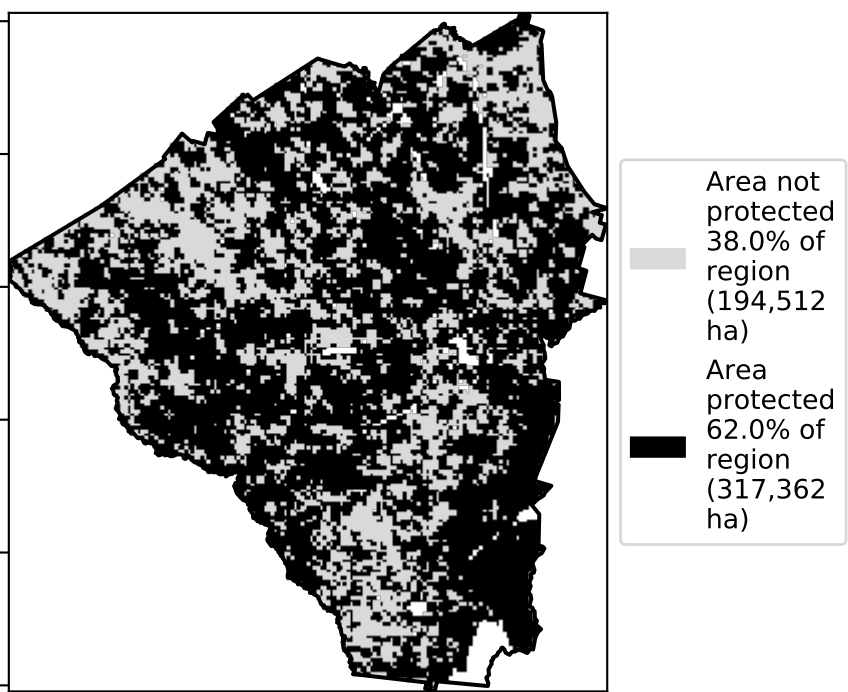 Area not
protected
38.0% of
region
(194,512
ha)
Area
protected
62.0% of
region
(317,362
ha)